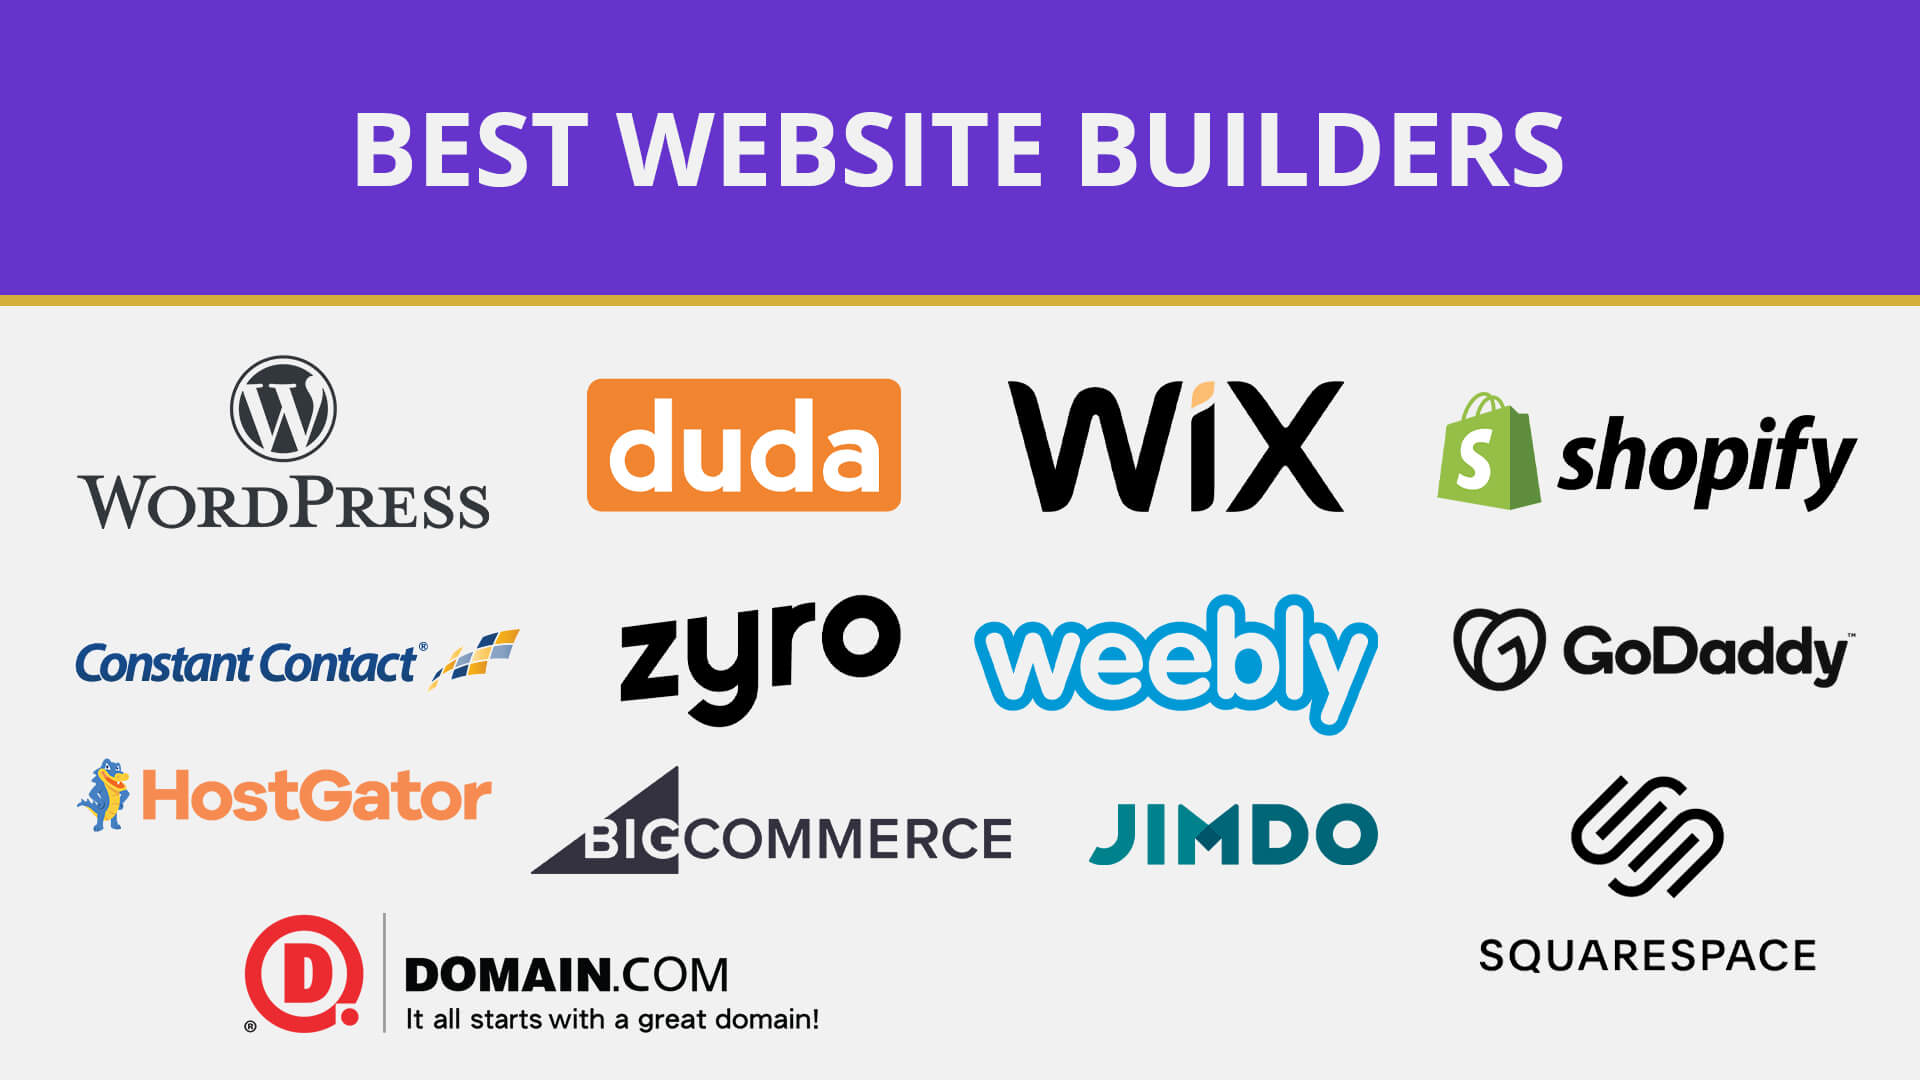 BEST WEBSITE BUILDERS
W
WORDPRESS
duda
WiX
S shopify
Constant Contact®
zyro
weebly
GoDaddy™
HostGator
BIGCOMMERCE
JIMDO
SQUARESPACE
D ®
DOMAIN.COM
It all starts with a great domain!